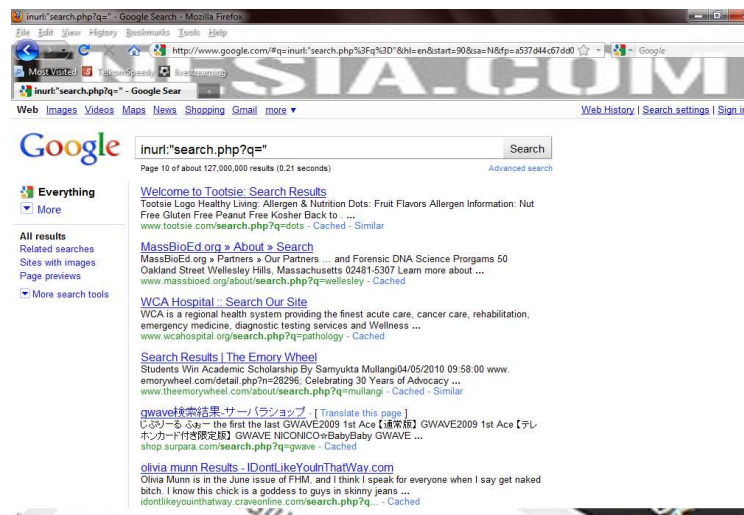 inurl:"search.php?q=" - Google Search - Mozilla Firefox
File Edit View History Bookmarks Tools Help
http://www.google.com/#q=inurl:"search.php%3Fq%3D"&hl=en&start=90&sa=N&fp=a537d44c67dd0 Google
Most Visited
inurl:"search.php?q=" - Google Sear
SIA.COM
Web Images Videos Maps News Shopping Gmail more ▼ Web History | Search settings | Sign in
Google inurl:"search.php?q=" Search
Page 10 of about 127,000,000 results (0.21 seconds) Advanced search
Everything
More
All results
Related searches
Sites with images
Page previews
More search tools
Welcome to Tootsie: Search Results
Tootsie Logo Healthy Living: Allergen & Nutrition Dots: Fruit Flavors Allergen Information: Nut
Free Gluten Free Peanut Free Kosher Back to . ...
www.tootsie.com/search.php?q=dots - Cached - Similar
MassBioEd.org » About » Search
MassBioEd.org » Partners » Our Partners ... and Forensic DNA Science Progams 50
Oakland Street Wellesley Hills, Massachusetts 02481-5307 Learn more about ...
www.massbioed.org/about/search.php?q=wellesley - Cached
WCA Hospital :: Search Our Site
WCA is a regional health system providing the finest acute care, cancer care, rehabilitation,
emergency medicine, diagnostic testing services and Wellness ...
www.wcahospital.org/search.php?q=pathology - Cached
Search Results | The Emory Wheel
Students Win Academic Scholarship By Samyukta Mullangi04/05/2010 09:58:00 www.
emorywheel.com/detail.php?n=28296; Celebrating 30 Years of Advocacy ...
www.theemorywheel.com/about/search.php?q=mullangi - Cached - Similar
gwave検索結果-サーパラショップ - [ Translate this page ]
じぶりーる ふぉー the first the last GWAVE2009 1st Ace【通常版】 GWAVE2009 1st Ace【テレ
ホンカード付き限定版】 GWAVE NICONICO☆BabyBaby GWAVE ...
shop.surpara.com/search.php?q=gwave - Cached
olivia munn Results - IDontLikeYouInThatWay.com
Olivia Munn is in the June issue of FHM, and I think I speak for everyone when I say get naked
bitch. I know this chick is a goddess to guys in skinny jeans ...
idontlikeyouinthatway.craveonline.com/search.php?q... - Cached